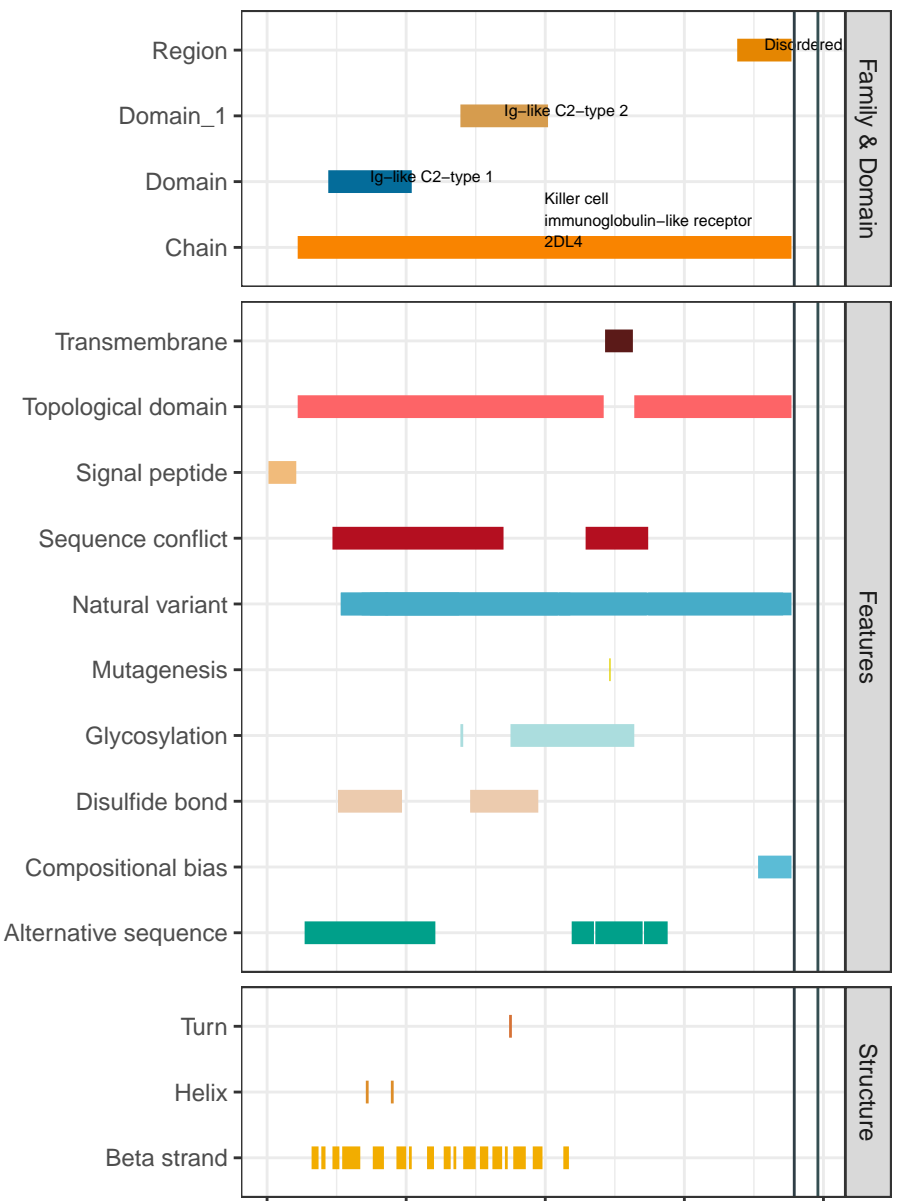 Region
Disordered
Domain_1
Ig–like C2–type 2
Domain
Ig–like C2–type 1
Killer cell
immunoglobulin–like receptor
2DL4
Chain
Family & Domain
Transmembrane
Topological domain
Signal peptide
Sequence conflict
Natural variant
Mutagenesis
Glycosylation
Disulfide bond
Compositional bias
Alternative sequence
Features
Turn
Helix
Beta strand
Structure